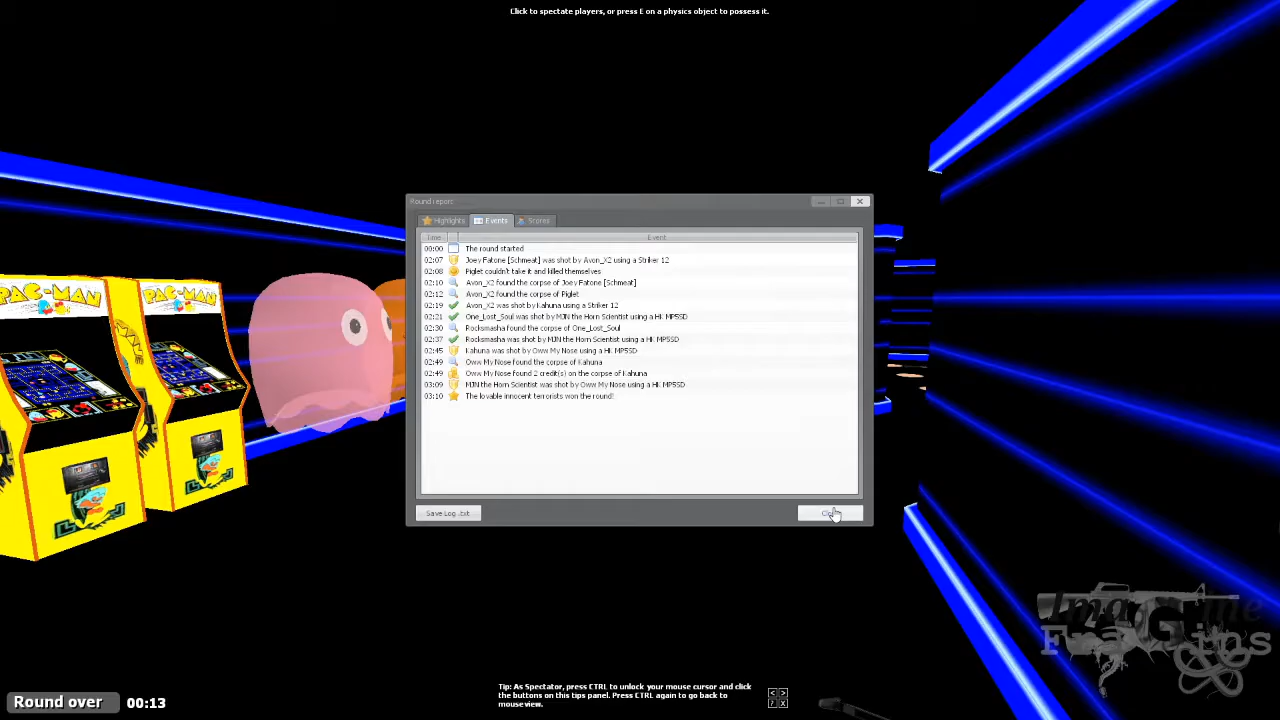 Click to spectate players, or press E on a physics object to possess it.
Round report
Highlights Events Scores
Time Event
00:00 The round started
02:07 Joey Fatone [Schmeat] was shot by Avon_X2 using a Striker 12
02:08 Piglet couldn't take it and killed themselves
02:10 Avon_X2 found the corpse of Joey Fatone [Schmeat]
02:12 Avon_X2 found the corpse of Piglet
02:19 Avon_X2 was shot by Kahuna using a Striker 12
02:21 One_Lost_Soul was shot by MJN the Horn Scientist using a HK MP5SD
02:30 Rocksmasha found the corpse of One_Lost_Soul
02:37 Rocksmasha was shot by MJN the Horn Scientist using a HK MP5SD
02:45 Kahuna was shot by Oww My Nose using a HK MP5SD
02:49 Oww My Nose found the corpse of Kahuna
02:49 Oww My Nose found 2 credit(s) on the corpse of Kahuna
03:09 MJN the Horn Scientist was shot by Oww My Nose using a HK MP5SD
03:10 The lovable innocent terrorists won the round!
Save Log .txt
PAC-MAN PAC-MAN
Tip: As Spectator, press CTRL to unlock your mouse cursor and click
the buttons on this tips panel. Press CTRL again to go back to
mouseview.
< >
? X
Round over 00:13